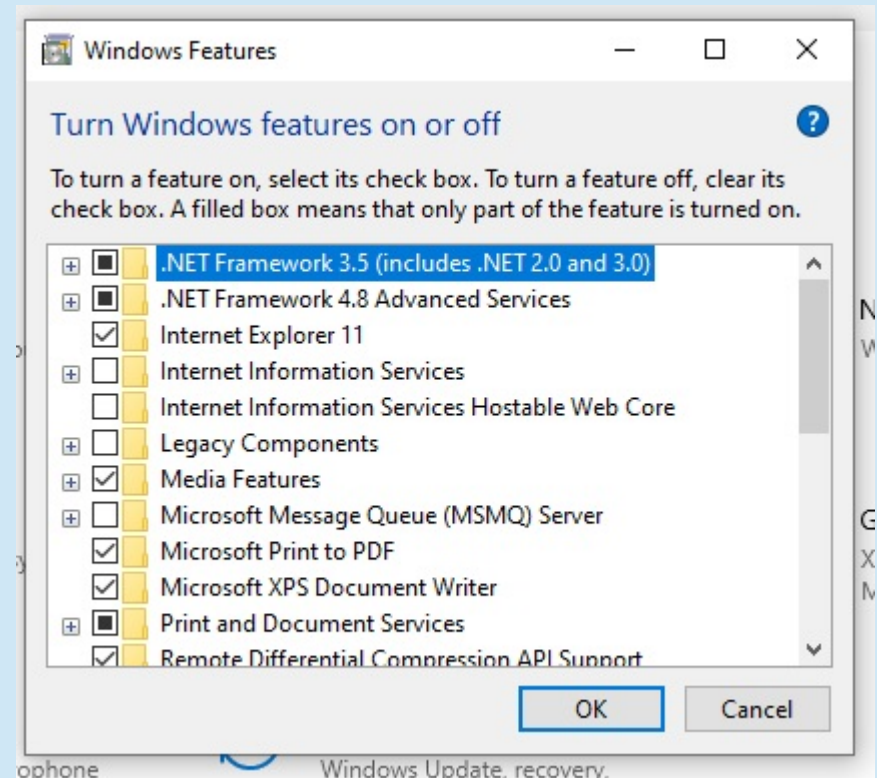 Windows Features
Turn Windows features on or off
To turn a feature on, select its check box. To turn a feature off, clear its
check box. A filled box means that only part of the feature is turned on.
.NET Framework 3.5 (includes .NET 2.0 and 3.0)
.NET Framework 4.8 Advanced Services
Internet Explorer 11
Internet Information Services
Internet Information Services Hostable Web Core
Legacy Components
Media Features
Microsoft Message Queue (MSMQ) Server
Microsoft Print to PDF
Microsoft XPS Document Writer
Print and Document Services
Remote Differential Compression API Support
OK Cancel
ophone Windows Update, recovery,